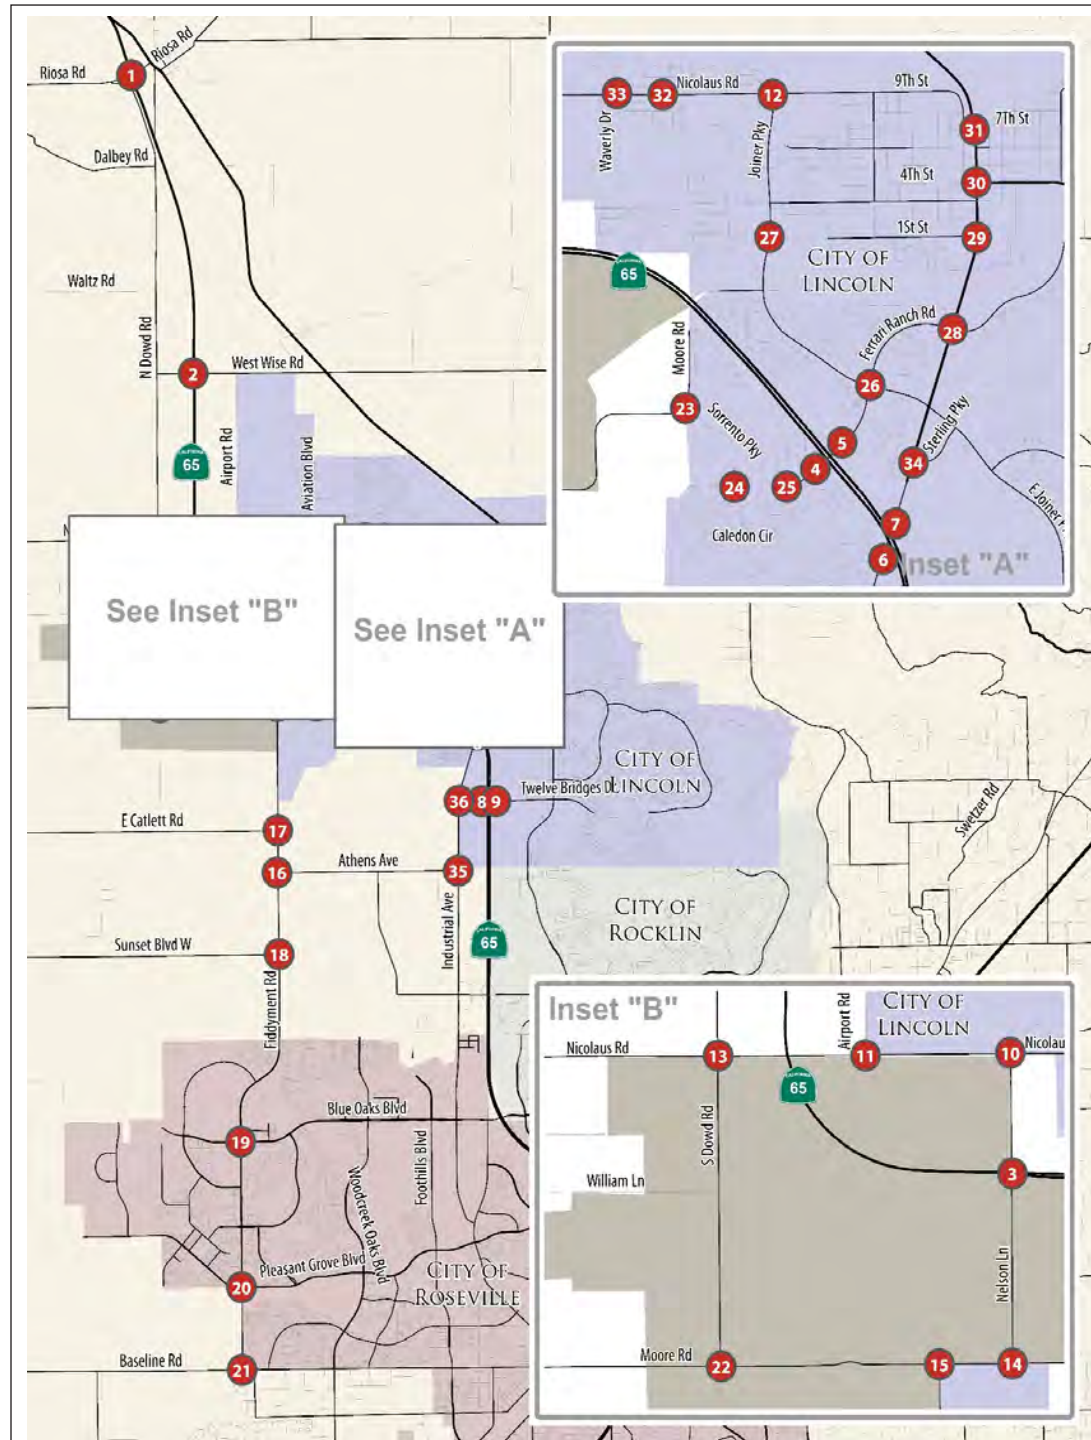 Riosa Rd
Riosa Rd
1
Dalbey Rd
Waltz Rd
N Dowd Rd
2
West Wise Rd
CALIFORNIA
65
Airport Rd
Aviation Blvd
N
See Inset "B"
See Inset "A"
33
32
Nicolaus Rd
12
9Th St
Waverly Dr
Joiner Pky
31
7Th St
4Th St
30
27
1St St
29
CITY OF
LINCOLN
CALIFORNIA
65
Moore Rd
Ferrari Ranch Rd
28
26
23
Sorrento Pky
5
4
Sterling Pky
34
24
25
E Joiner P
Caledon Cir
7
6
Inset "A"
CITY OF
LINCOLN
36
8
9
Twelve Bridges D
E Catlett Rd
17
16
Athens Ave
35
Swetzer Rd
CITY OF
ROCKLIN
Sunset Blvd W
18
Industrial Ave
CALIFORNIA
65
Fiddyment Rd
Blue Oaks Blvd
19
Foothills Blvd
Woodcreek Oaks Blvd
Pleasant Grove Blvd
20
CITY OF
ROSEVILLE
Baseline Rd
21
Inset "B"
Airport Rd
CITY OF
LINCOLN
Nicolaus Rd
13
11
10
Nicolau
CALIFORNIA
65
S Dowd Rd
William Ln
3
Nelson Ln
Moore Rd
22
15
14